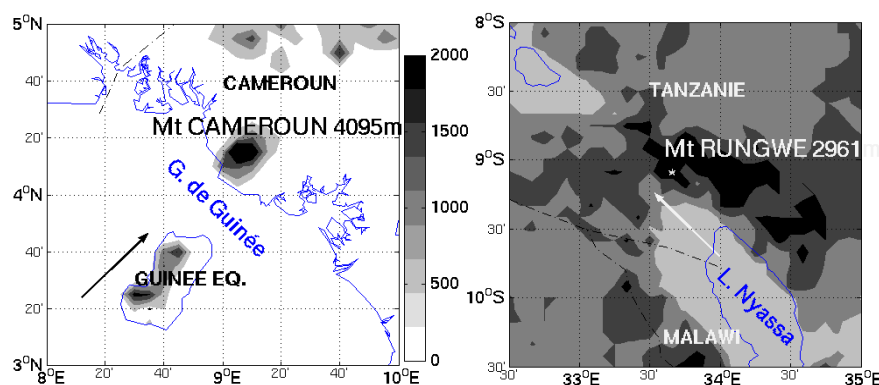 5°N
40'
20'
4°N
40'
20'
3°N
8°E
20'
40'
9°E
20'
40'
10°E
CAMEROUN
Mt CAMEROUN 4095m
G. de Guinée
GUINEE EQ.
2000
1500
1000
500
0
8°S
30'
9°S
30'
10°S
30'
30'
33°E
30'
34°E
30'
35°E
TANZANIE
Mt RUNGWE 2961m
L. Nyassa
MALAWI